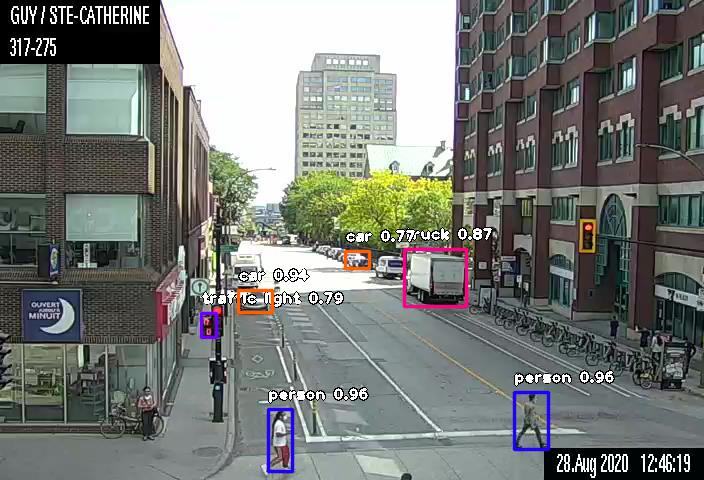 GUY / STE-CATHERINE
317-275
car 0.77
truck 0.87
car 0.94
traffic light 0.79
OUVERT
JUSQU'À
MINUIT
person 0.96
person 0.96
28.Aug 2020 12:46:19